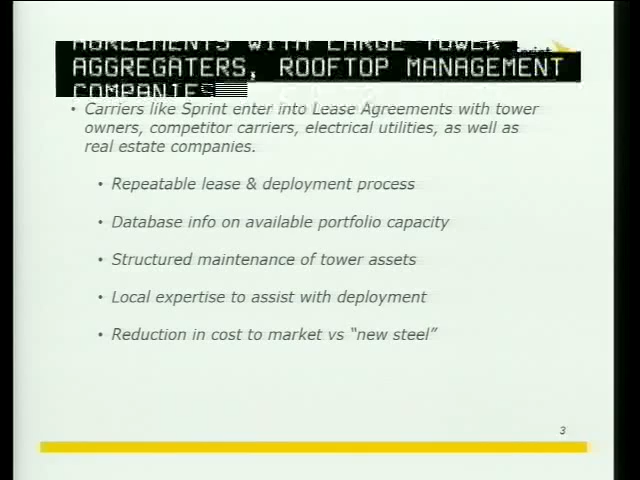 AGREEMENTS WITH LARGE TOWER
AGGREGATERS, ROOFTOP MANAGEMENT
COMPANIES
• Carriers like Sprint enter into Lease Agreements with tower
owners, competitor carriers, electrical utilities, as well as
real estate companies.
• Repeatable lease & deployment process
• Database info on available portfolio capacity
• Structured maintenance of tower assets
• Local expertise to assist with deployment
• Reduction in cost to market vs “new steel”
3